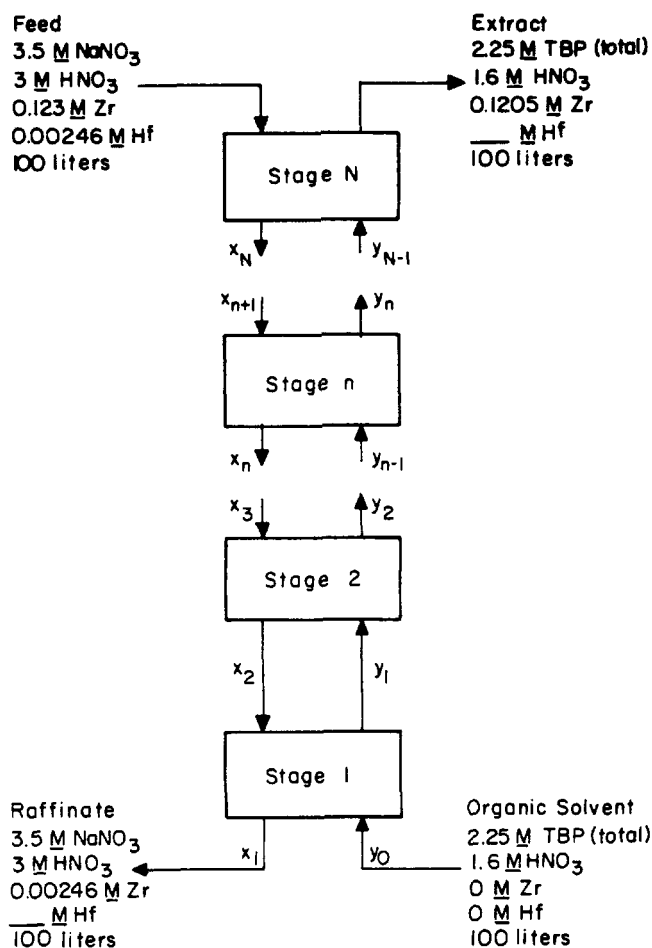 Feed
3.5 M NaNO3
3 M HNO3
0.123 M Zr
0.00246 M Hf
100 liters
Extract
2.25 M TBP (total)
1.6 M HNO3
0.1205 M Zr
__ M Hf
100 liters
Stage N
xN
yN-1
xn+1
yn
Stage n
xn
yn-1
x3
y2
Stage 2
x2
y1
Stage 1
Raffinate
3.5 M NaNO3
3 M HNO3
0.00246 M Zr
__ M Hf
100 liters
x1
y0
Organic Solvent
2.25 M TBP (total)
1.6 M HNO3
0 M Zr
0 M Hf
100 liters